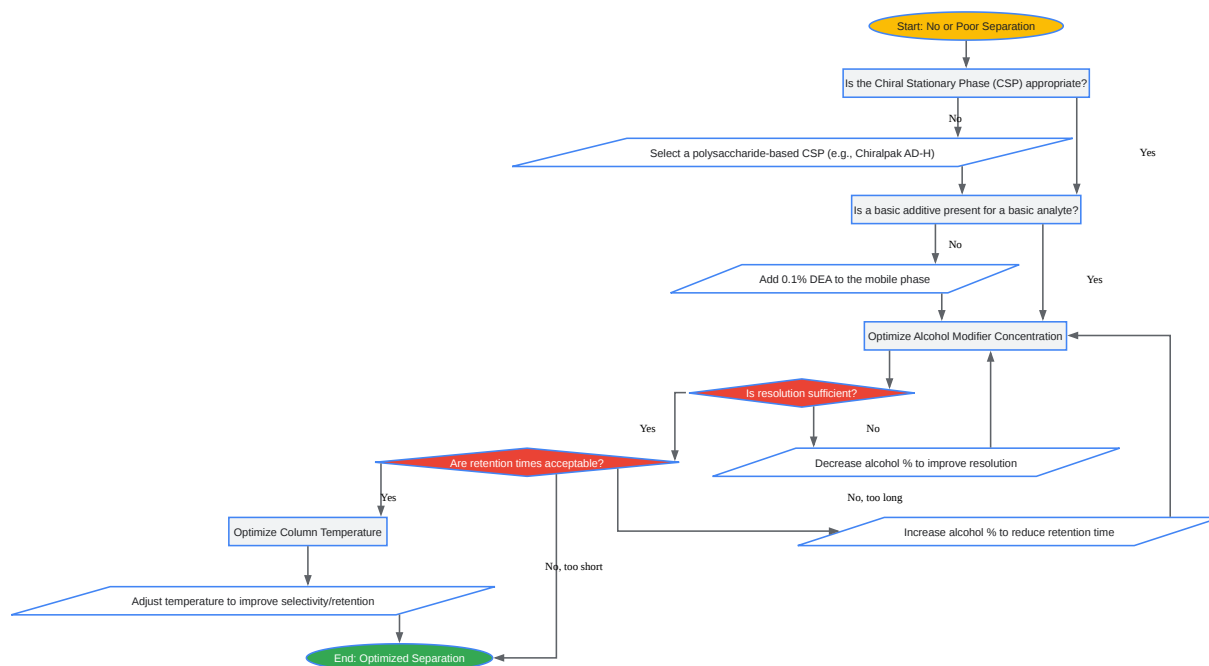 Start: No or Poor Separation
Is the Chiral Stationary Phase (CSP) appropriate?
No
Select a polysaccharide-based CSP (e.g., Chiralpak AD-H)
Yes
Is a basic additive present for a basic analyte?
No
Add 0.1% DEA to the mobile phase
Yes
Optimize Alcohol Modifier Concentration
Is resolution sufficient?
Yes
No
Are retention times acceptable?
Decrease alcohol % to improve resolution
Yes
No, too long
Optimize Column Temperature
Increase alcohol % to reduce retention time
No, too short
Adjust temperature to improve selectivity/retention
End: Optimized Separation